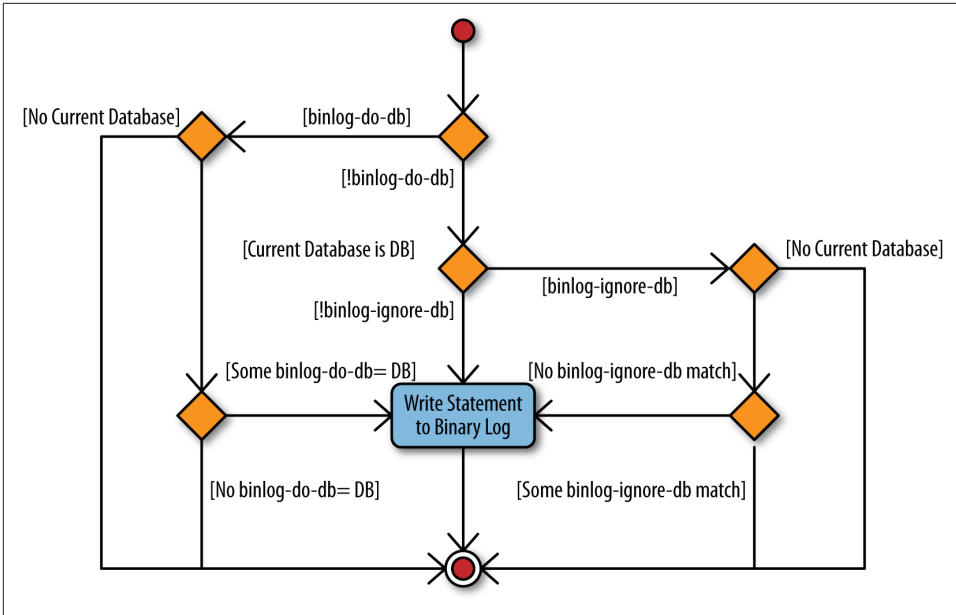 [No Current Database]
[binlog-do-db]
[!binlog-do-db]
[Current Database is DB]
[No Current Database]
[binlog-ignore-db]
[!binlog-ignore-db]
[Some binlog-do-db= DB]
[No binlog-ignore-db match]
Write Statement
to Binary Log
[No binlog-do-db= DB]
[Some binlog-ignore-db match]